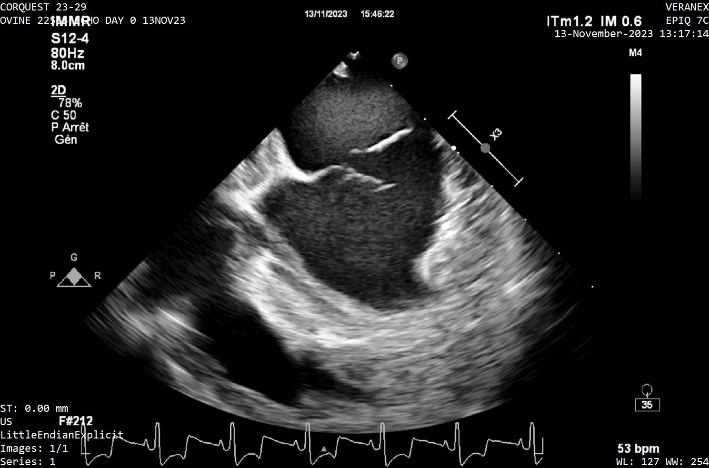 CORQUEST 23-29
VERANEX
13/11/2023 15:46:22
OVINE
DAY 0 13NOV23
ITm1.2 IM 0.6
EPIQ 7C
S12-4
13-November-2023 13:17:14
80Hz
8.0cm
M4
P
2D
78%
C 50
P Arrêt
Gén
X3
G
P R
35
ST: 0.00 mm
US F#212
LittleEndianExplicit
Images: 1/1
53 bpm
Series: 1
WL: 127 WW: 254